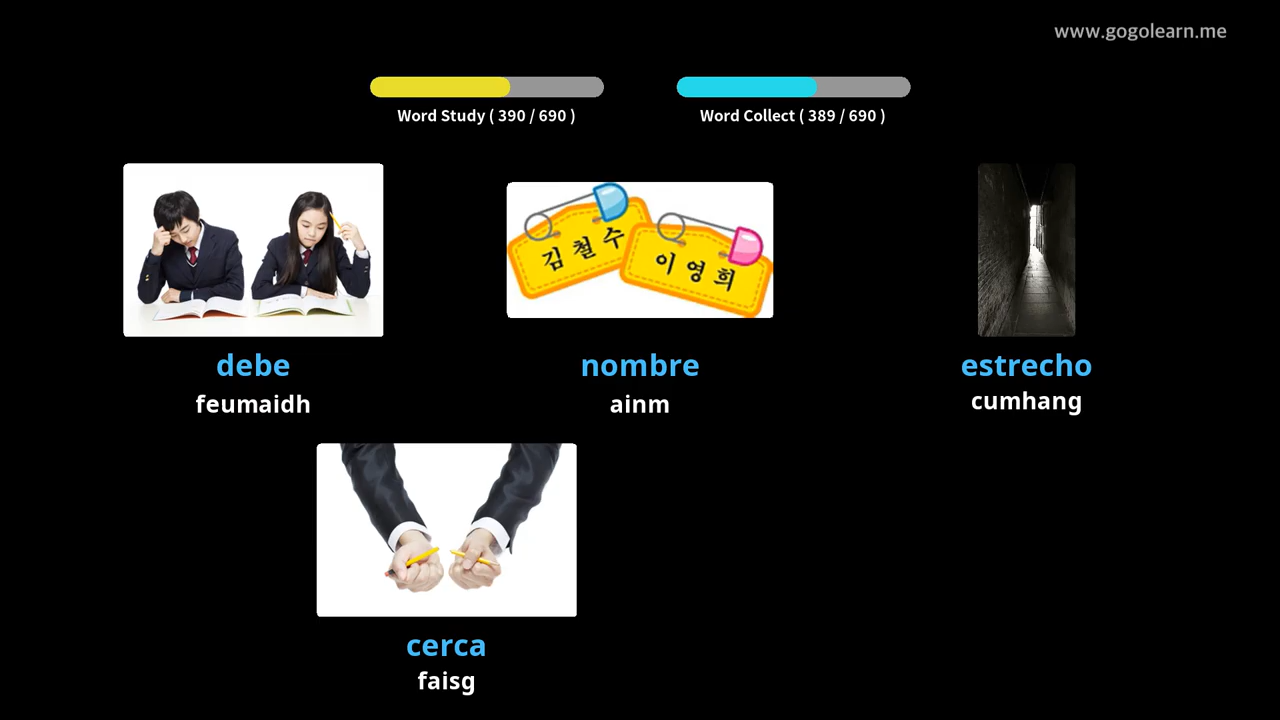 www.gogolearn.me
Word Study ( 390 / 690 )
Word Collect ( 389 / 690 )
김철수
이영희
debe
feumaidh
nombre
ainm
estrecho
cumhang
cerca
faisg